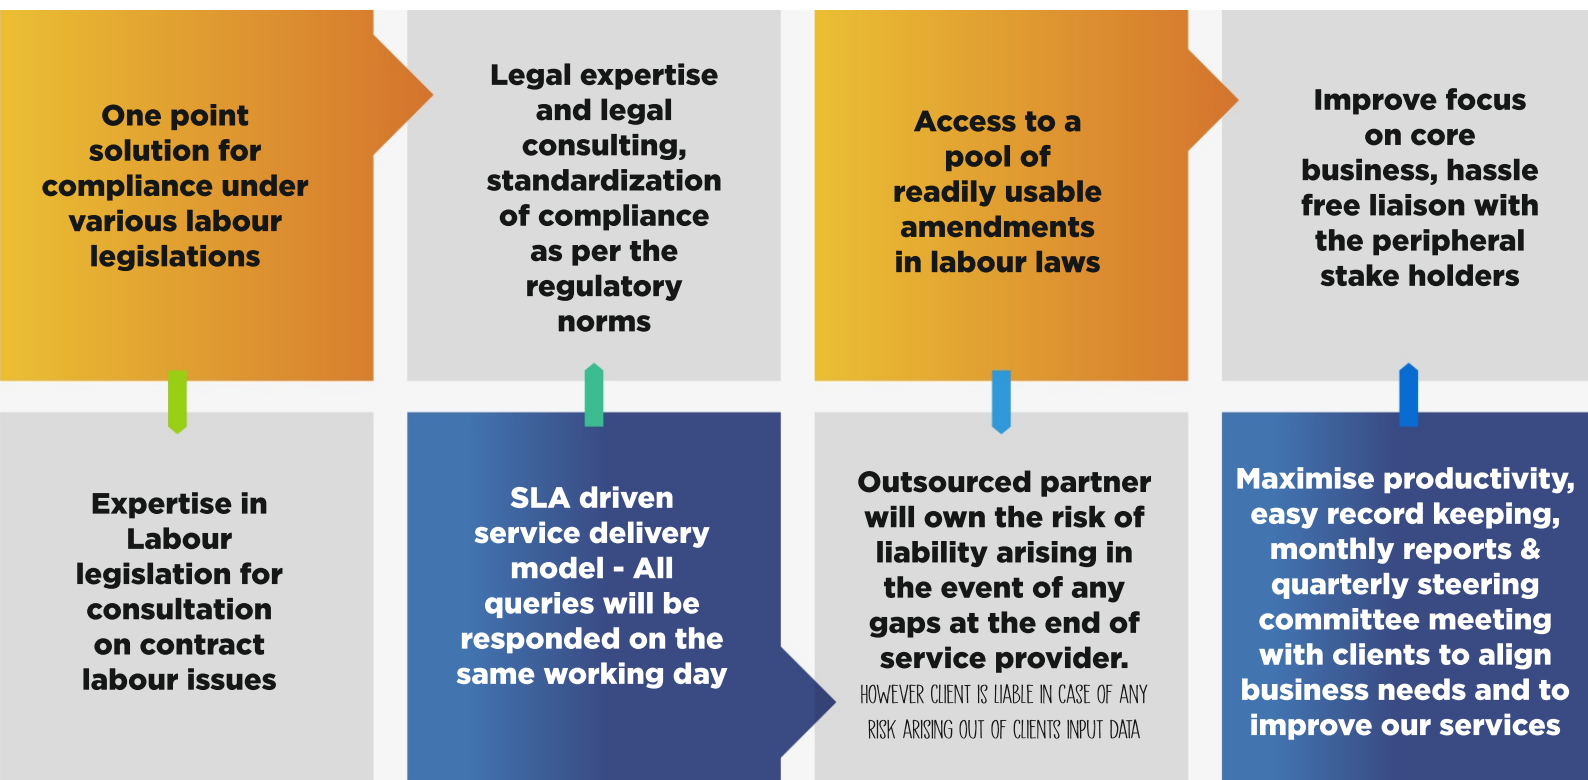 One point
solution for
compliance under
various labour
legislations
Legal expertise
and legal
consulting,
standardization
of compliance
as per the
regulatory
norms
Access to a
pool of
readily usable
amendments
in labour laws
Improve focus
on core
business, hassle
free liaison with
the peripheral
stake holders
Expertise in
Labour
legislation for
consultation
on contract
labour issues
SLA driven
service delivery
model - All
queries will be
responded on the
same working day
Outsourced partner
will own the risk of
liability arising in
the event of any
gaps at the end of
service provider.
HOWEVER CLIENT IS LIABLE IN CASE OF ANY
RISK ARISING OUT OF CLIENTS INPUT DATA
Maximise productivity,
easy record keeping,
monthly reports &
quarterly steering
committee meeting
with clients to align
business needs and to
improve our services